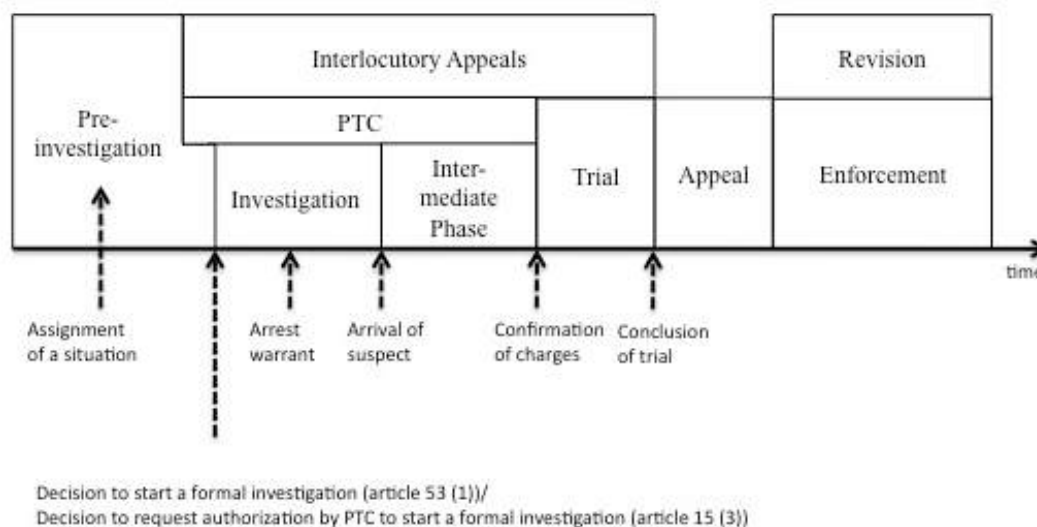 Interlocutory Appeals
Revision
Pre-
investigation
PTC
Investigation
Inter-
mediate
Phase
Trial
Appeal
Enforcement
time
Assignment
of a situation
Arrest
warrant
Arrival of
suspect
Confirmation
of charges
Conclusion
of trial
Decision to start a formal investigation (article 53 (1))/
Decision to request authorization by PTC to start a formal investigation (article 15 (3))